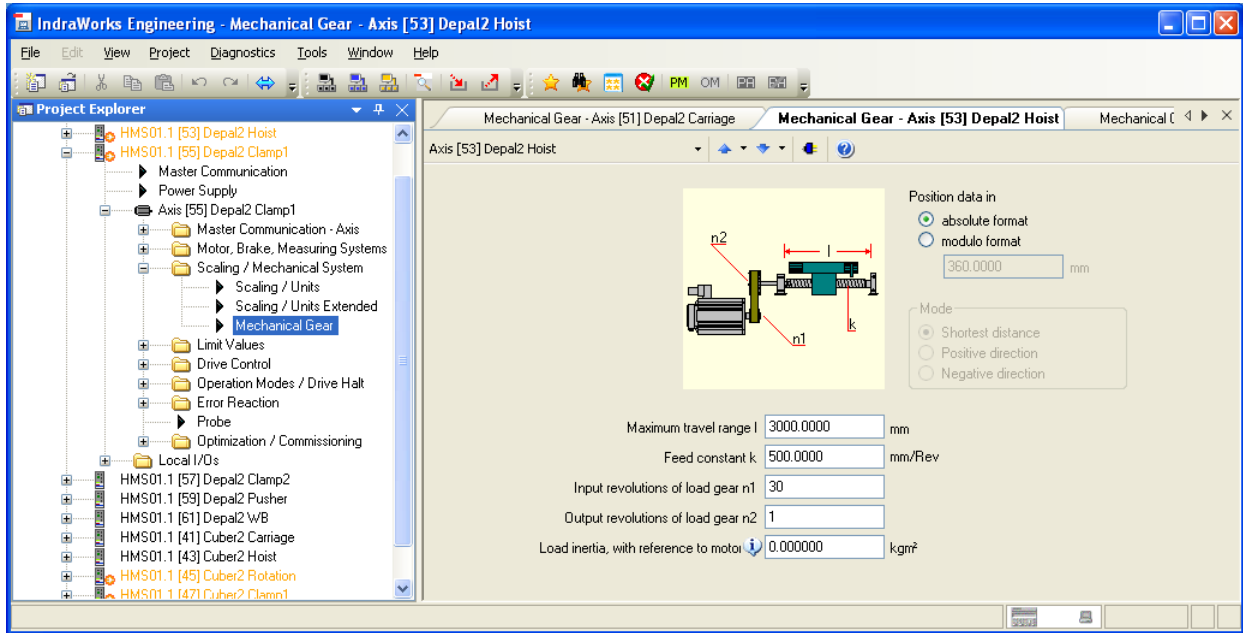 IndraWorks Engineering - Mechanical Gear - Axis [53] Depal2 Hoist
File Edit View Project Diagnostics Tools Window Help
PM OM
Project Explorer
HMS01.1 [53] Depal2 Hoist
HMS01.1 [55] Depal2 Clamp1
Master Communication
Power Supply
Axis [55] Depal2 Clamp1
Master Communication - Axis
Motor, Brake, Measuring Systems
Scaling / Mechanical System
Scaling / Units
Scaling / Units Extended
Mechanical Gear
Limit Values
Drive Control
Operation Modes / Drive Halt
Error Reaction
Probe
Optimization / Commissioning
Local I/Os
HMS01.1 [57] Depal2 Clamp2
HMS01.1 [59] Depal2 Pusher
HMS01.1 [61] Depal2 WB
HMS01.1 [41] Cuber2 Carriage
HMS01.1 [43] Cuber2 Hoist
HMS01.1 [45] Cuber2 Rotation
HMS01.1 [47] Cuber2 Clamp1
Mechanical Gear - Axis [51] Depal2 Carriage Mechanical Gear - Axis [53] Depal2 Hoist Mechanical (
Axis [53] Depal2 Hoist
n2
l
k
n1
Position data in
absolute format
modulo format
360.0000 mm
Mode
Shortest distance
Positive direction
Negative direction
Maximum travel range l 3000.0000 mm
Feed constant k 500.0000 mm/Rev
Input revolutions of load gear n1 30
Output revolutions of load gear n2 1
Load inertia, with reference to motor 0.000000 kgm²